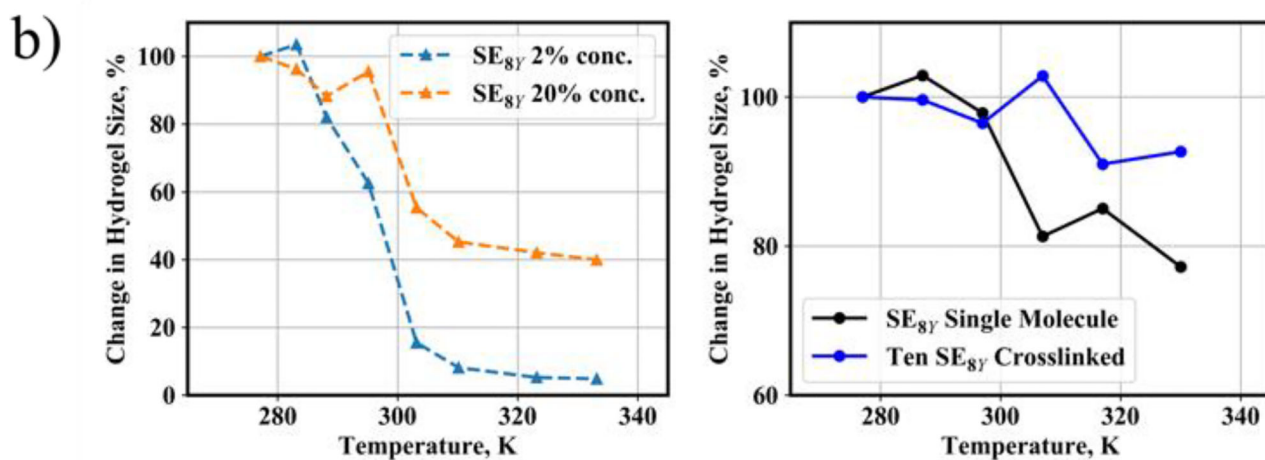 b)
Change in Hydrogel Size, %
100
80
60
40
20
0
SE8Y 2% conc.
SE8Y 20% conc.
280 300 320 340
Temperature, K
Change in Hydrogel Size, %
100
80
60
SE8Y Single Molecule
Ten SE8Y Crosslinked
280 300 320 340
Temperature, K